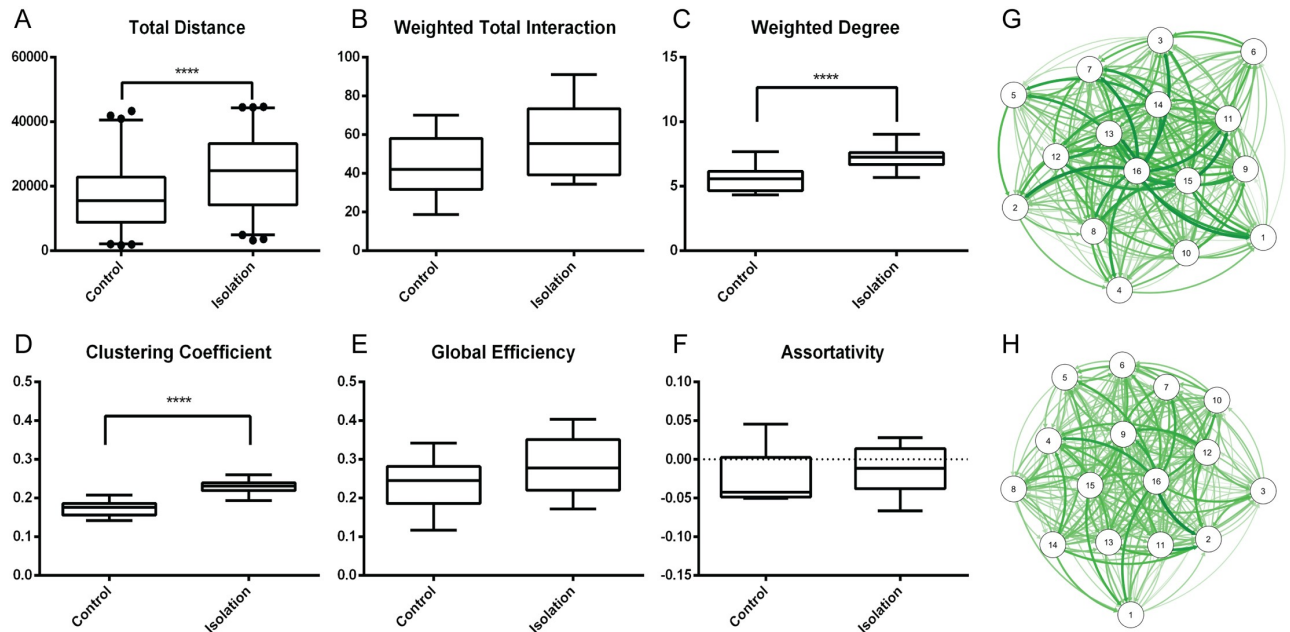 A
Total Distance
60000
40000
20000
0
****
Control
Isolation
B
Weighted Total Interaction
100
80
60
40
20
0
Control
Isolation
C
Weighted Degree
15
10
5
0
****
Control
Isolation
G
3
6
7
5
14
11
13
12
16
9
15
2
8
1
10
4
D
Clustering Coefficient
0.5
0.4
0.3
0.2
0.1
0.0
****
Control
Isolation
E
Global Efficiency
0.5
0.4
0.3
0.2
0.1
0.0
Control
Isolation
F
Assortativity
0.10
0.05
0.00
-0.05
-0.10
-0.15
Control
Isolation
H
6
5
7
10
9
4
12
16
15
8
3
2
13
14
11
1